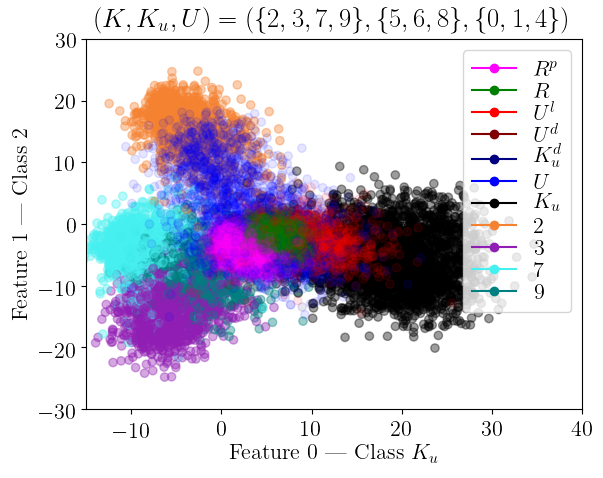 (K, K_u, U) = ({2, 3, 7, 9}, {5, 6, 8}, {0, 1, 4})
30
20
10
0
−10
−20
−30
Feature 1 — Class 2
R^p
R
U^l
U^d
K_u^d
U
K_u
2
3
7
9
−10 0 10 20 30 40
Feature 0 — Class K_u